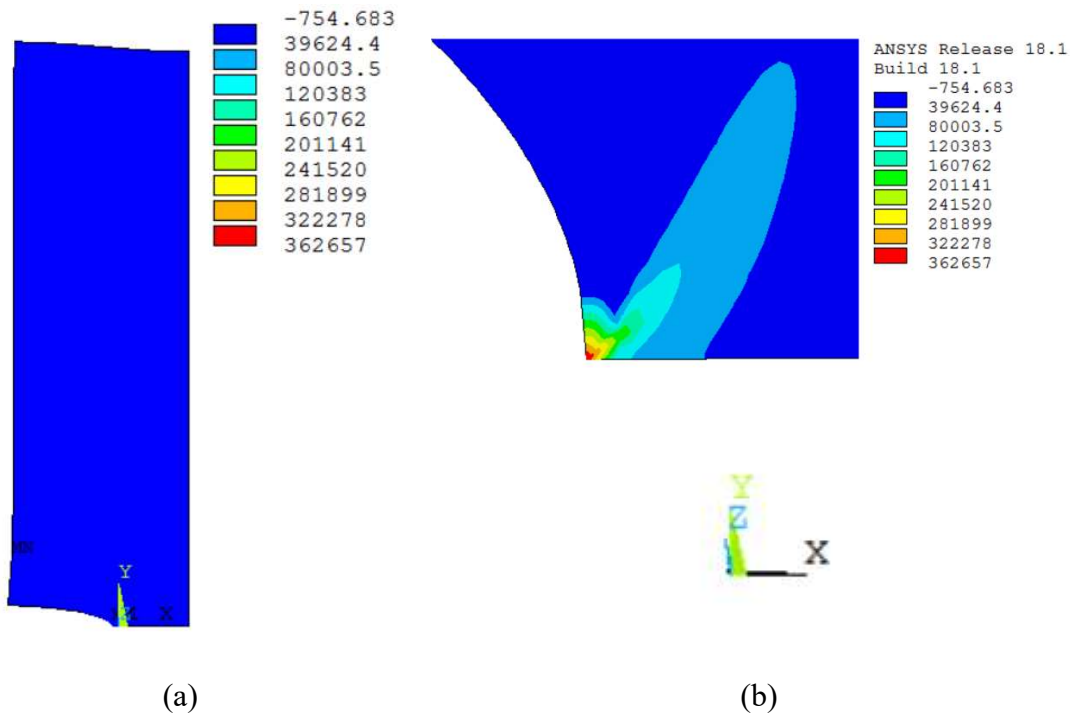 -754.683
39624.4
80003.5
120383
160762
201141
241520
281899
322278
362657
ANSYS Release 18.1
Build 18.1
-754.683
39624.4
80003.5
120383
160762
201141
241520
281899
322278
362657
MN
Y
X
Y
Z
X
(a)
(b)